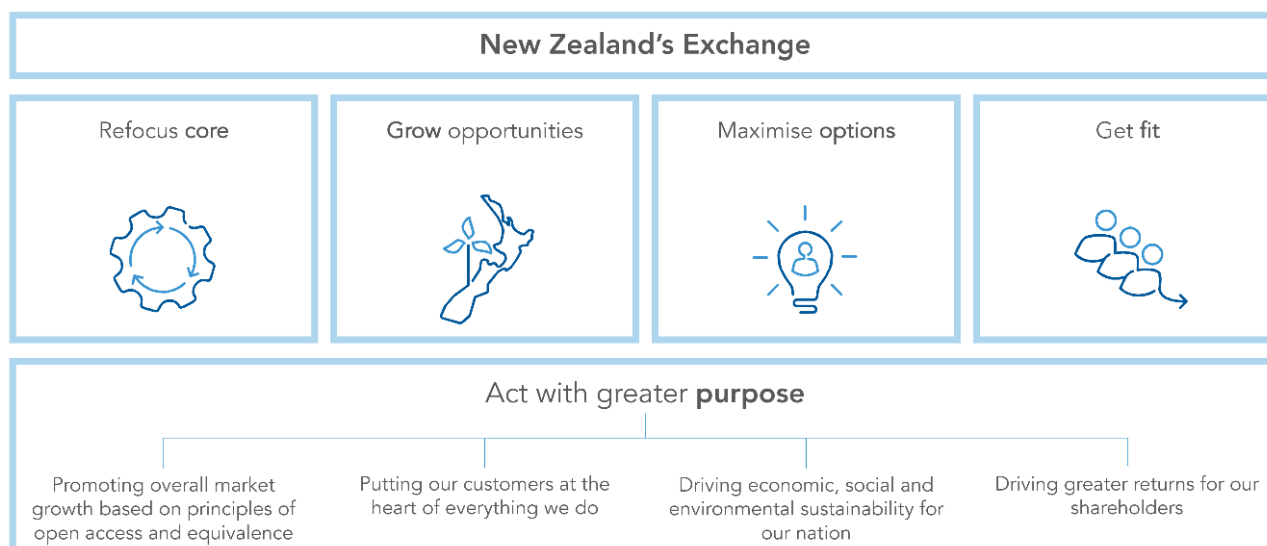 New Zealand’s Exchange
Refocus core
Grow opportunities
Maximise options
Get fit
Act with greater purpose
Promoting overall market
growth based on principles of
open access and equivalence
Putting our customers at the
heart of everything we do
Driving economic, social and
environmental sustainability for
our nation
Driving greater returns for our
shareholders